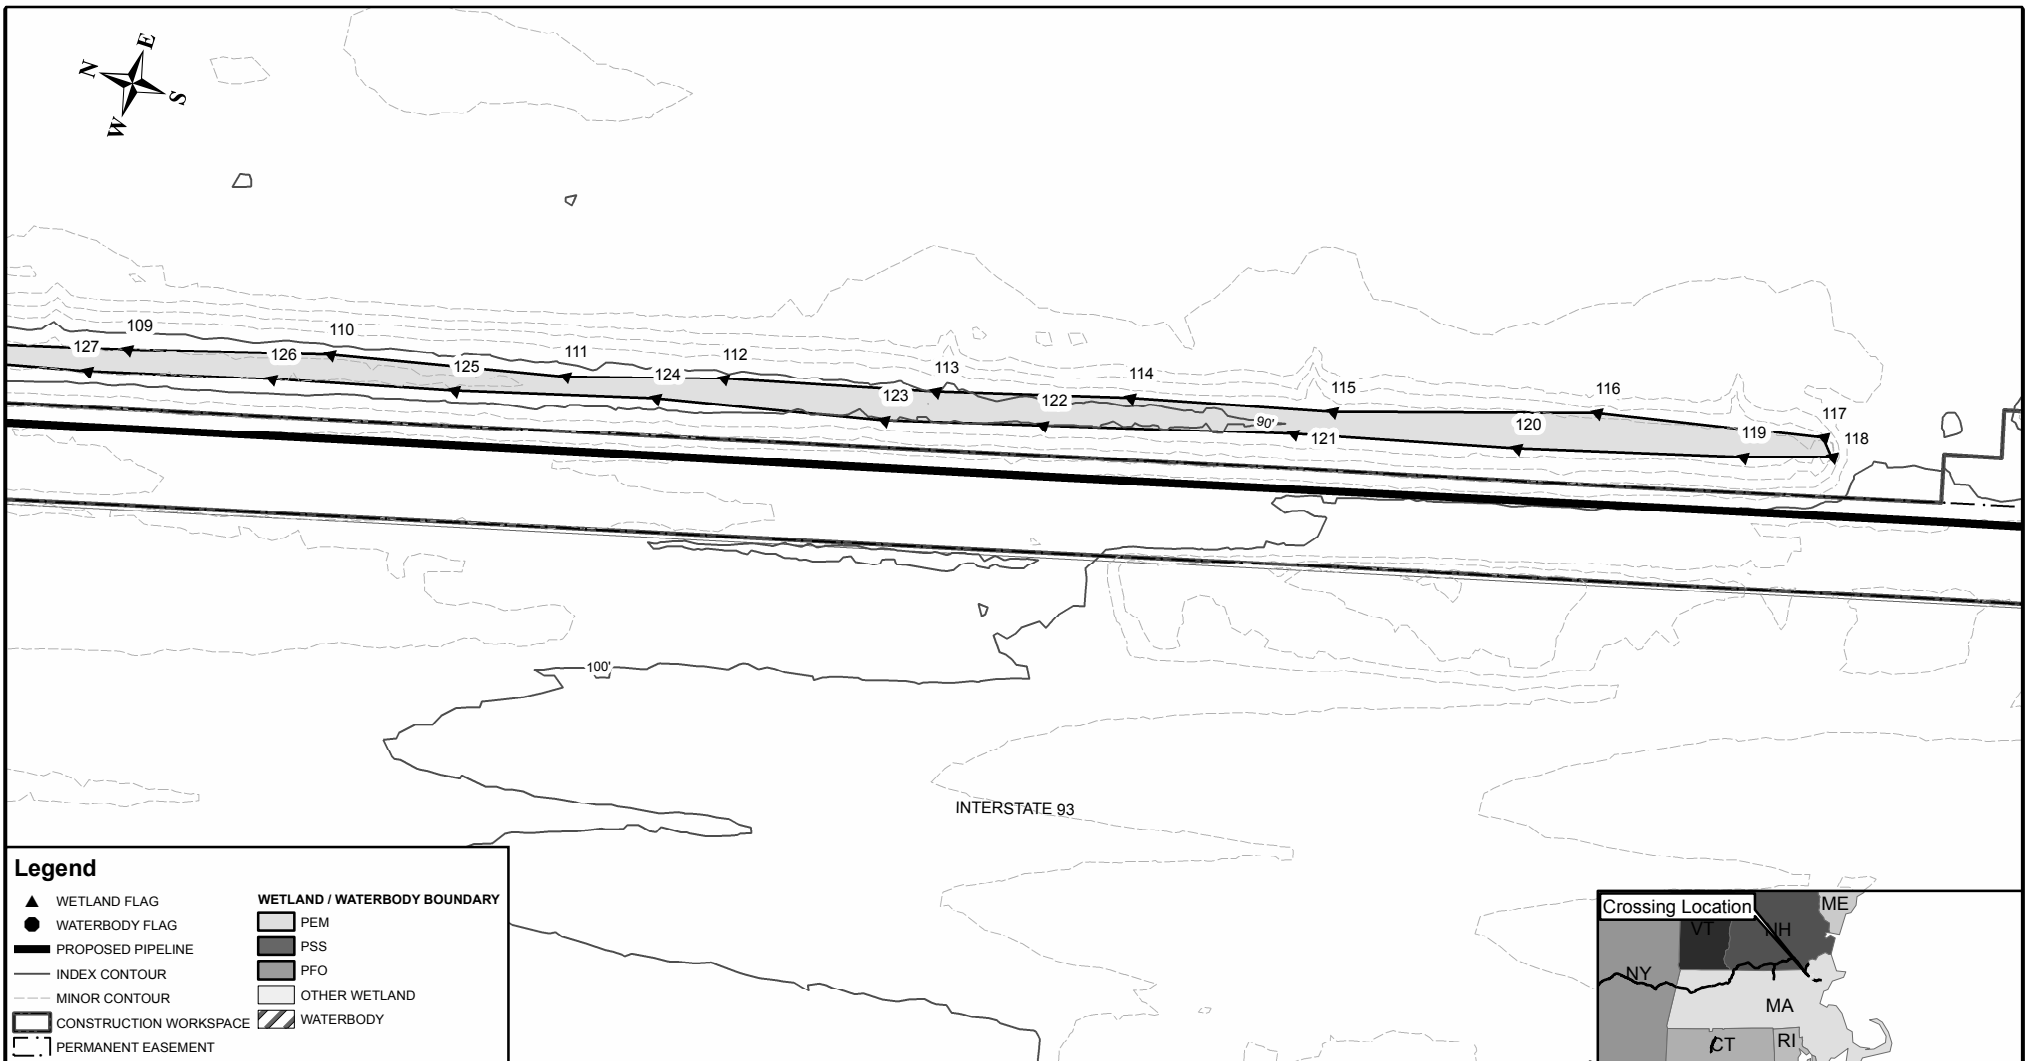 E
N
S
W
109
110
111
112
113
114
115
116
117
118
127
126
125
124
123
122
90'
121
120
119
100'
INTERSTATE 93
Legend
WETLAND FLAG
WATERBODY FLAG
PROPOSED PIPELINE
INDEX CONTOUR
MINOR CONTOUR
CONSTRUCTION WORKSPACE
PERMANENT EASEMENT
WETLAND / WATERBODY BOUNDARY
PEM
PSS
PFO
OTHER WETLAND
WATERBODY
Crossing Location
ME
VT
NH
NY
MA
CT
RI